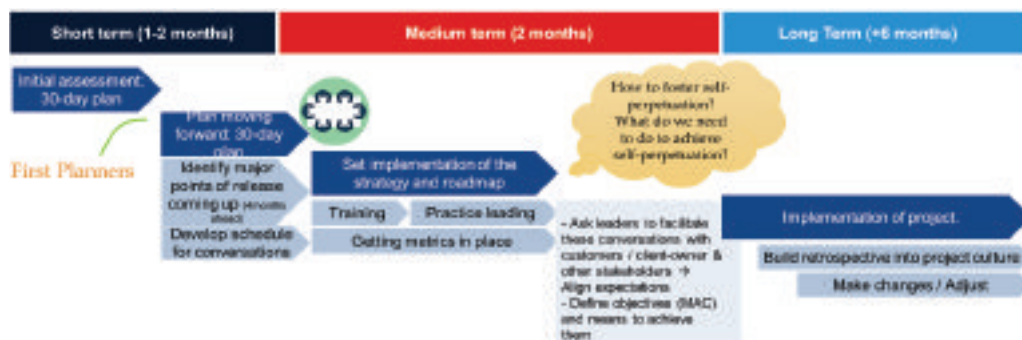 Short term (1-2 months)
Medium term (2 months)
Long Term (+6 months)
Initial assessment:
30-day plan
First Planners
Plan moving
forward: 30-day
plan
Identify major
points of release
coming up
Develop schedule
for conversations
Set implementation of the
strategy and roadmap
Training
Practice leading
Getting metrics in place
How to foster self-
perpetuation?
What do we need
to do to achieve
self-perpetuation?
- Ask leaders to facilitate
these conversations with
customers / client-owner &
other stakeholders →
Align expectations
- Define objectives (MAC)
and means to achieve
them
Implementation of project.
Build retrospective into project culture
Make changes / Adjust